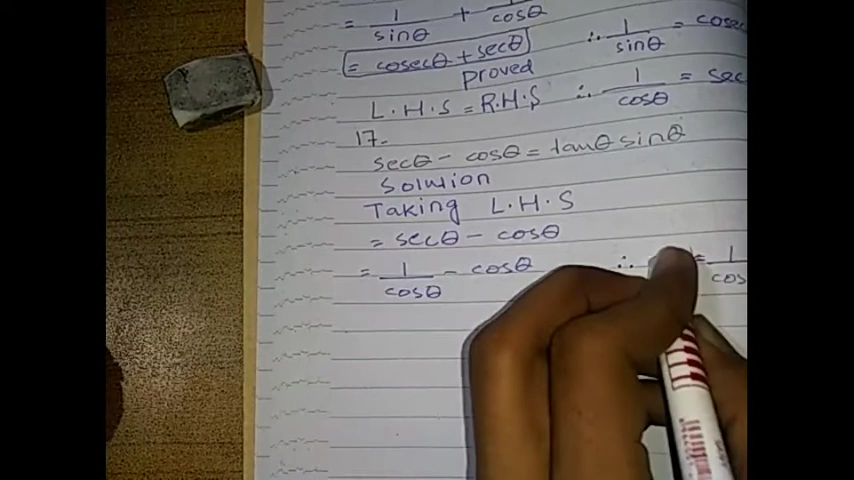 = 1/sinθ + 1/cosθ
= cosecθ + secθ ∴ 1/sinθ = cosec
Proved
L.H.S = R.H.S ∴ 1/cosθ = sec
17.
secθ - cosθ = tanθ sinθ
Solution
Taking L.H.S
= secθ - cosθ
= 1/cosθ - cosθ ∴ = 1/cos